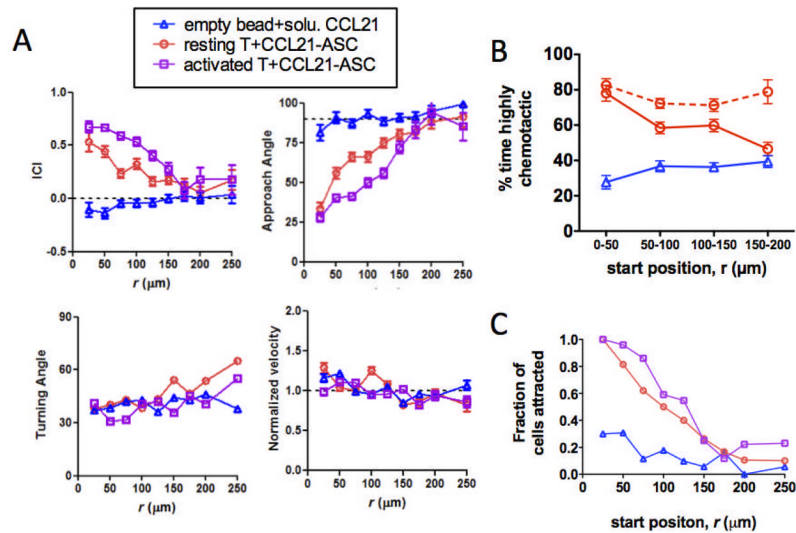 A
empty bead+solu. CCL21
resting T+CCL21-ASC
activated T+CCL21-ASC
ICI
1.0
0.5
0.0
-0.5
0 50 100 150 200 250
r (μm)
Approach Angle
100
75
50
25
0
0 50 100 150 200 250
Turning Angle
90
60
30
0
0 50 100 150 200 250
r (μm)
Normalized velocity
2.0
1.5
1.0
0.5
0.0
0 50 100 150 200 250
r (μm)
B
% time highly
chemotactic
100
80
60
40
20
0
0-50 50-100 100-150 150-200
start position, r (μm)
C
Fraction of
cells attracted
1.0
0.8
0.6
0.4
0.2
0.0
0 50 100 150 200 250
start positon, r (μm)